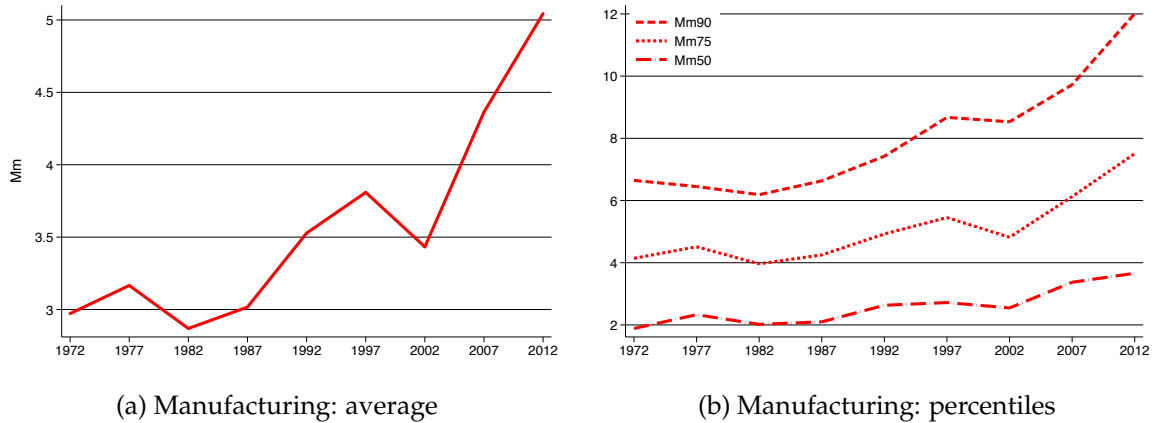 5
4.5
4
3.5
3
Mm
1972 1977 1982 1987 1992 1997 2002 2007 2012
(a) Manufacturing: average
12
10
8
6
4
2
Mm90
Mm75
Mm50
1972 1977 1982 1987 1992 1997 2002 2007 2012
(b) Manufacturing: percentiles